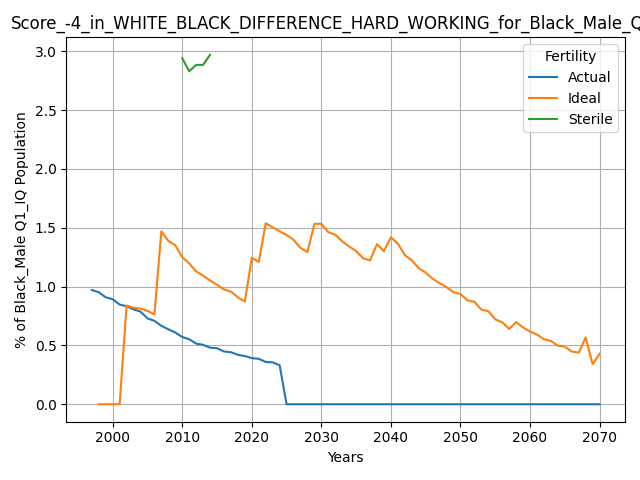 Score_-4_in_WHITE_BLACK_DIFFERENCE_HARD_WORKING_for_Black_Male_Q
Fertility
Actual
Ideal
Sterile
% of Black_Male Q1_IQ Population
3.0
2.5
2.0
1.5
1.0
0.5
0.0
2000 2010 2020 2030 2040 2050 2060 2070
Years